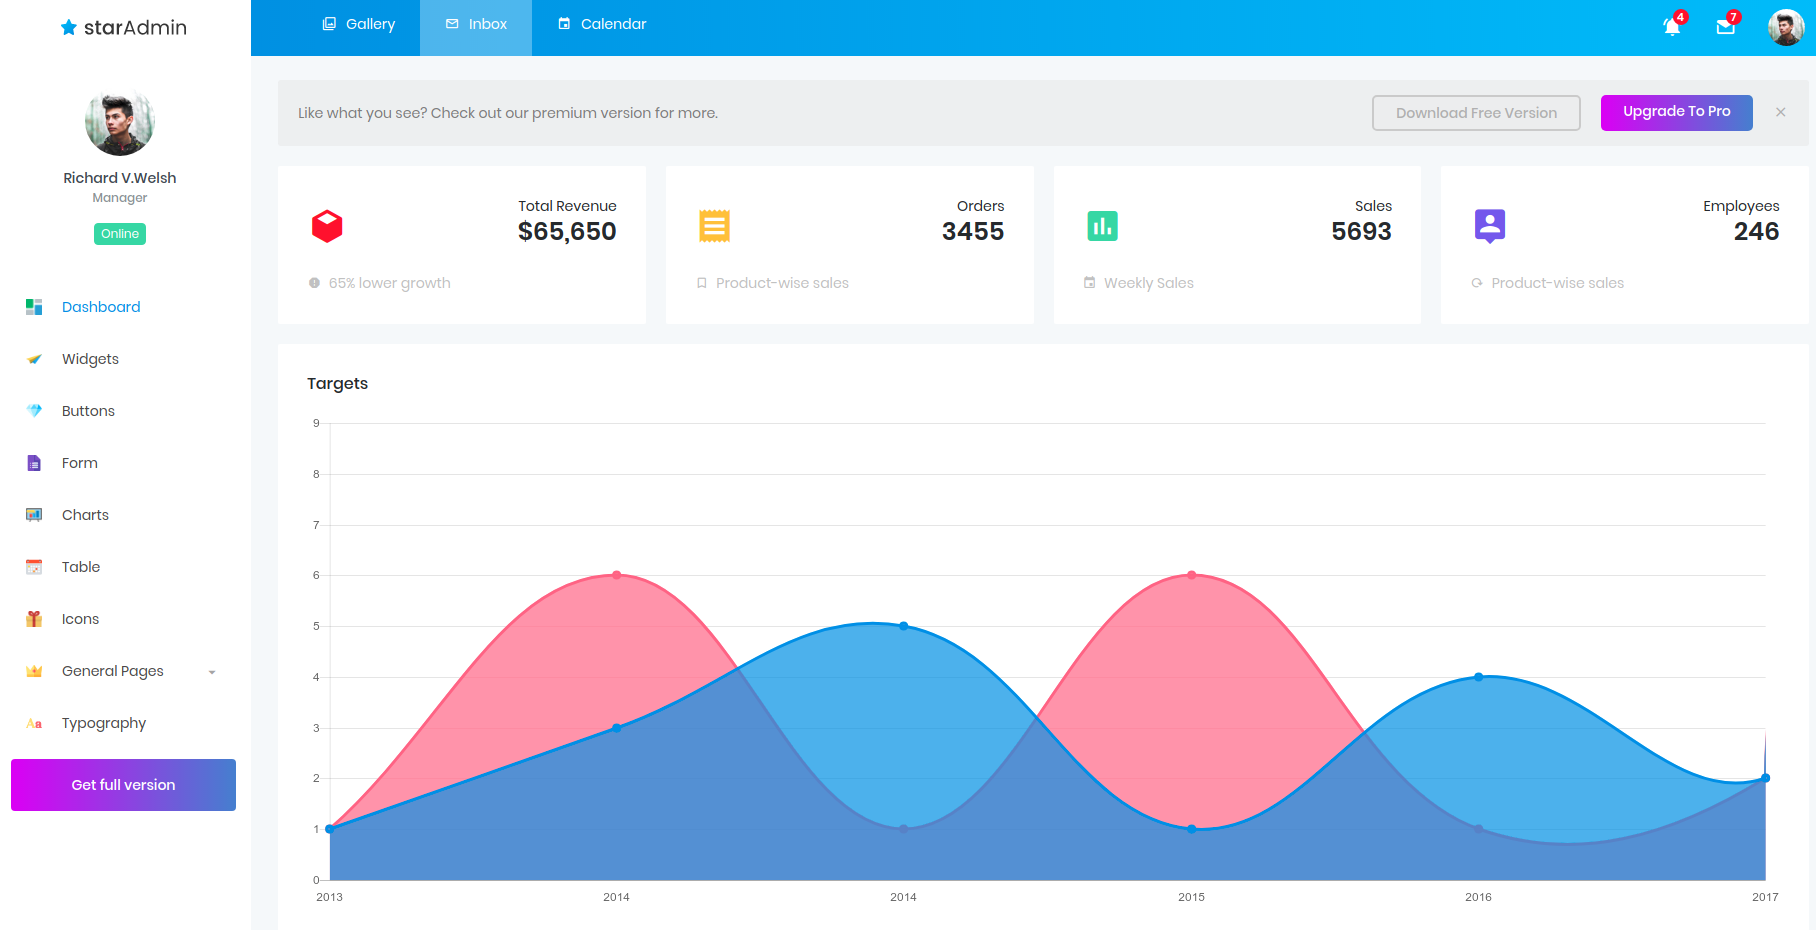 starAdmin
Gallery
Inbox
Calendar
4
7
Richard V.Welsh
Manager
Online
Dashboard
Widgets
Buttons
Form
Charts
Table
Icons
General Pages
Aa Typography
Get full version
Like what you see? Check out our premium version for more.
Download Free Version
Upgrade To Pro
×
Total Revenue
$65,650
65% lower growth
Orders
3455
Product-wise sales
Sales
5693
Weekly Sales
Employees
246
Product-wise sales
Targets
9
8
7
6
5
4
3
2
1
0
2013
2014
2014
2015
2016
2017